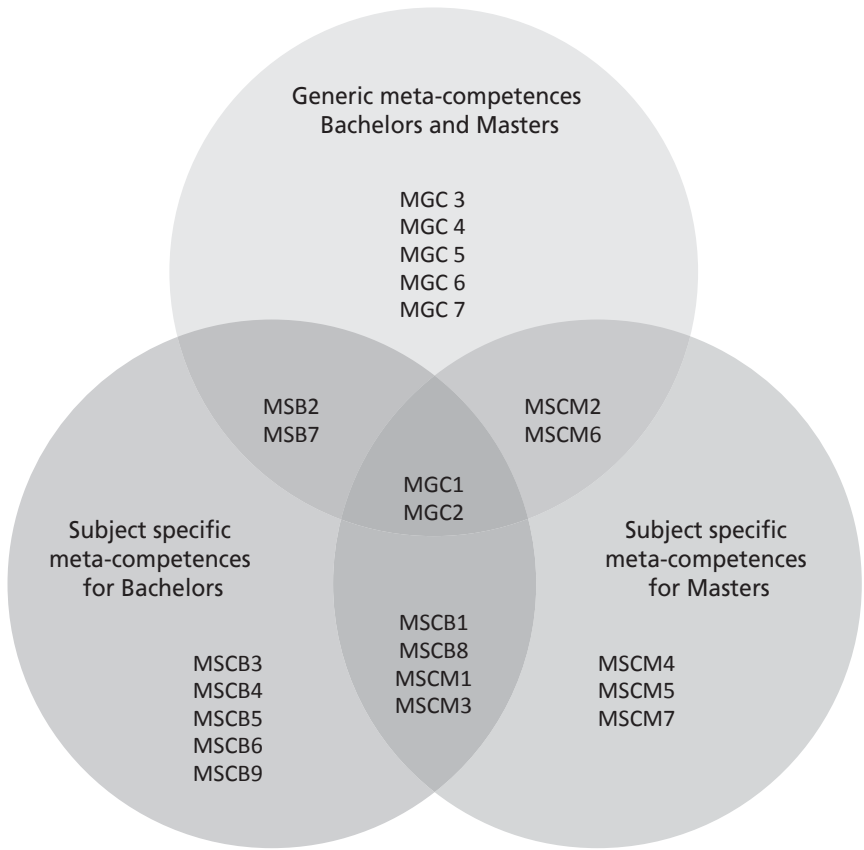 Generic meta-competences
Bachelors and Masters
MGC 3
MGC 4
MGC 5
MGC 6
MGC 7
MSB2
MSB7
MSCM2
MSCM6
MGC1
MGC2
Subject specific
meta-competences
for Bachelors
Subject specific
meta-competences
for Masters
MSCB1
MSCB8
MSCM1
MSCM3
MSCB3
MSCB4
MSCB5
MSCB6
MSCB9
MSCM4
MSCM5
MSCM7